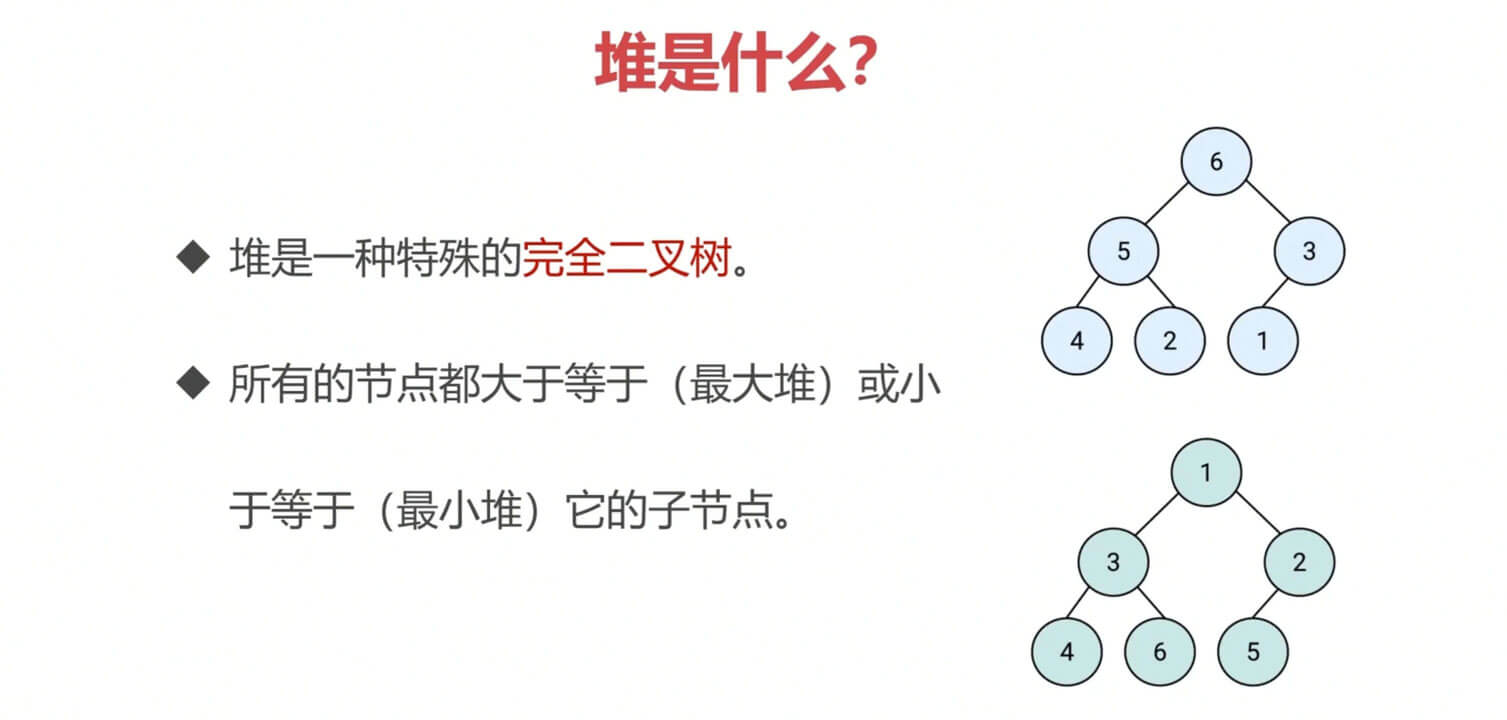 堆是什么？
◆ 堆是一种特殊的完全二叉树。
◆ 所有的节点都大于等于（最大堆）或小
于等于（最小堆）它的子节点。
6
5 3
4 2 1
1
3 2
4 6 5